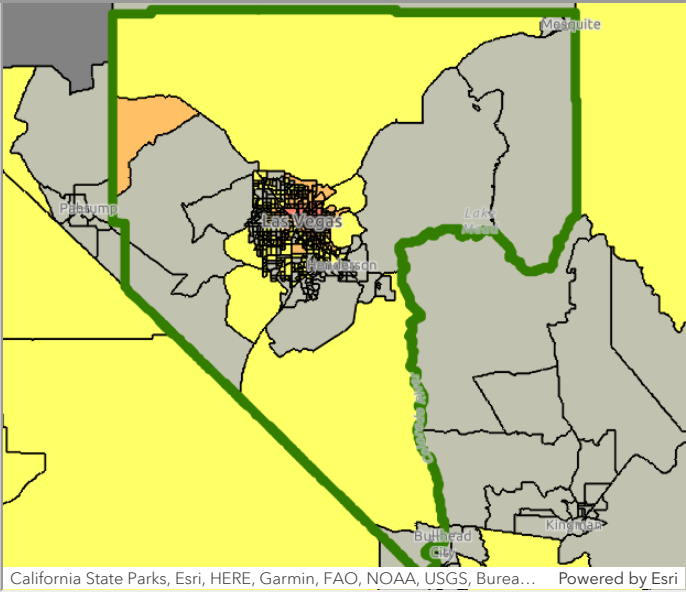 Mesquite
Pahrump
Las Vegas
Lake
Mead
Henderson
Colorado River
Kingman
Bullhead
City
California State Parks, Esri, HERE, Garmin, FAO, NOAA, USGS, Burea... Powered by Esri